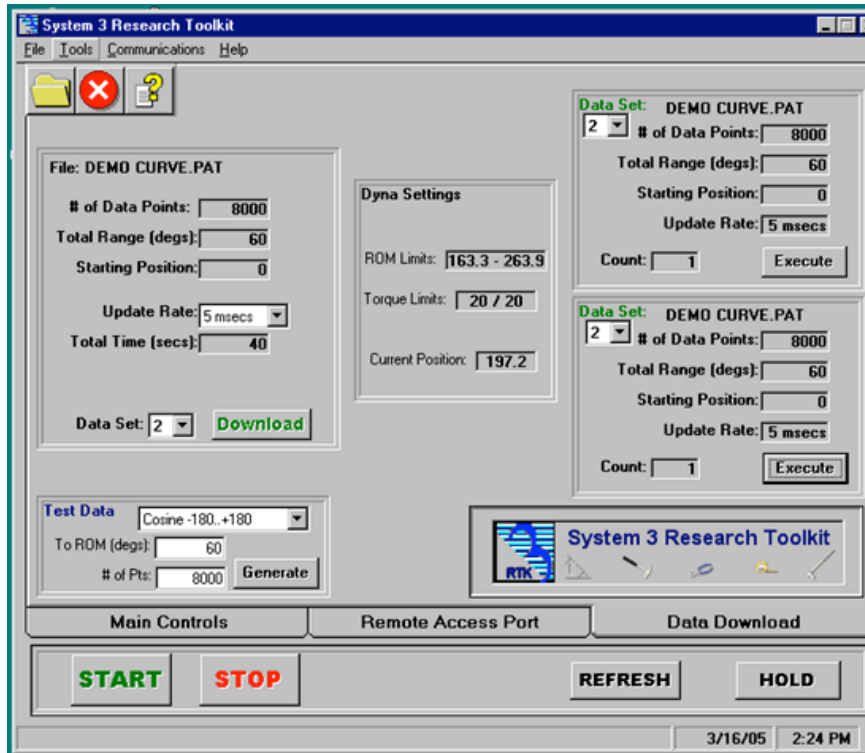 System 3 Research Toolkit
File Tools Communications Help
File: DEMO CURVE.PAT
# of Data Points: 8000
Total Range (degs): 60
Starting Position: 0
Update Rate: 5 msecs
Total Time (secs): 40
Data Set: 2 Download
Dyna Settings
ROM Limits: 163.3 - 263.9
Torque Limits: 20 / 20
Current Position: 197.2
Data Set: DEMO CURVE.PAT
2 # of Data Points: 8000
Total Range (degs): 60
Starting Position: 0
Update Rate: 5 msecs
Count: 1 Execute
Data Set: DEMO CURVE.PAT
2 # of Data Points: 8000
Total Range (degs): 60
Starting Position: 0
Update Rate: 5 msecs
Count: 1 Execute
Test Data Cosine -180..+180
To ROM (degs): 60
# of Pts: 8000 Generate
System 3 Research Toolkit
RTK
Main Controls Remote Access Port Data Download
START STOP REFRESH HOLD
3/16/05 2:24 PM